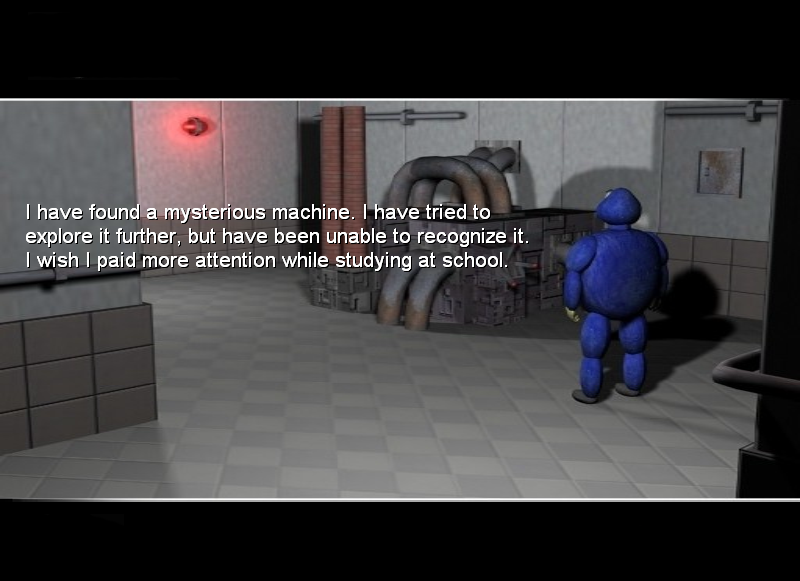 I have found a mysterious machine. I have tried to
explore it further, but have been unable to recognize it.
I wish I paid more attention while studying at school.